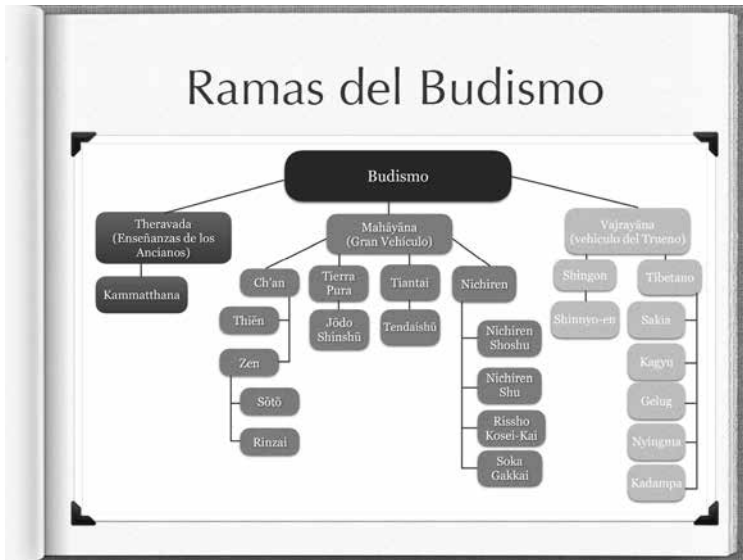 Ramas del Budismo
Budismo
Theravada
(Enseñanzas de los
Ancianos)
Kammatthana
Mahāyāna
(Gran Vehículo)
Ch'an
Thiền
Zen
Sōtō
Rinzai
Tierra
Pura
Jōdo
Shinshū
Tiantai
Tendaishū
Nichiren
Nichiren
Shoshu
Nichiren
Shu
Rissho
Kosei-Kai
Soka
Gakkai
Vajrayāna
(vehículo del Trueno)
Shingon
Shinnyo-en
Tibetano
Sakia
Kagyu
Gelug
Nyingma
Kadampa